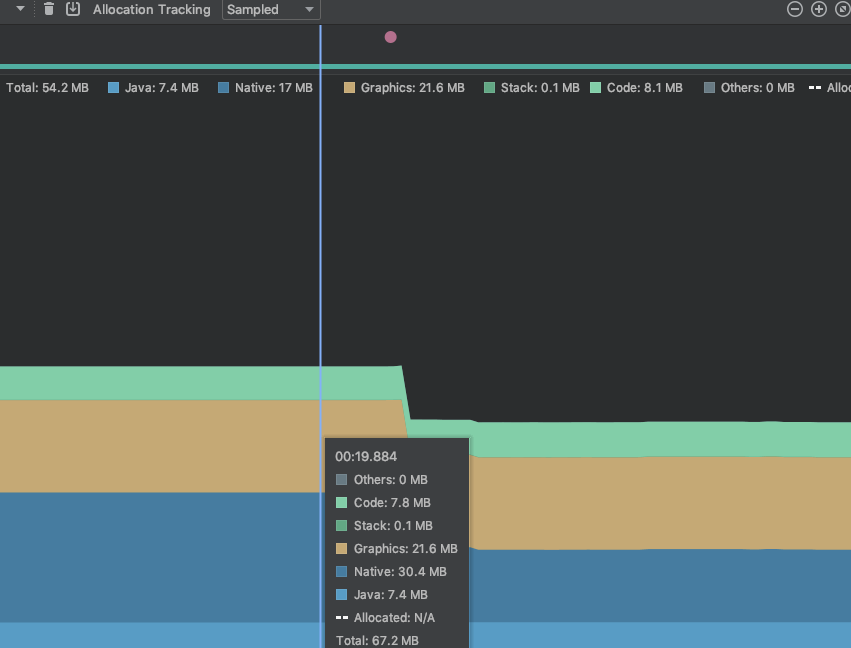 Allocation Tracking Sampled
Total: 54.2 MB Java: 7.4 MB Native: 17 MB Graphics: 21.6 MB Stack: 0.1 MB Code: 8.1 MB Others: 0 MB
00:19.884
Others: 0 MB
Code: 7.8 MB
Stack: 0.1 MB
Graphics: 21.6 MB
Native: 30.4 MB
Java: 7.4 MB
Allocated: N/A
Total: 67.2 MB